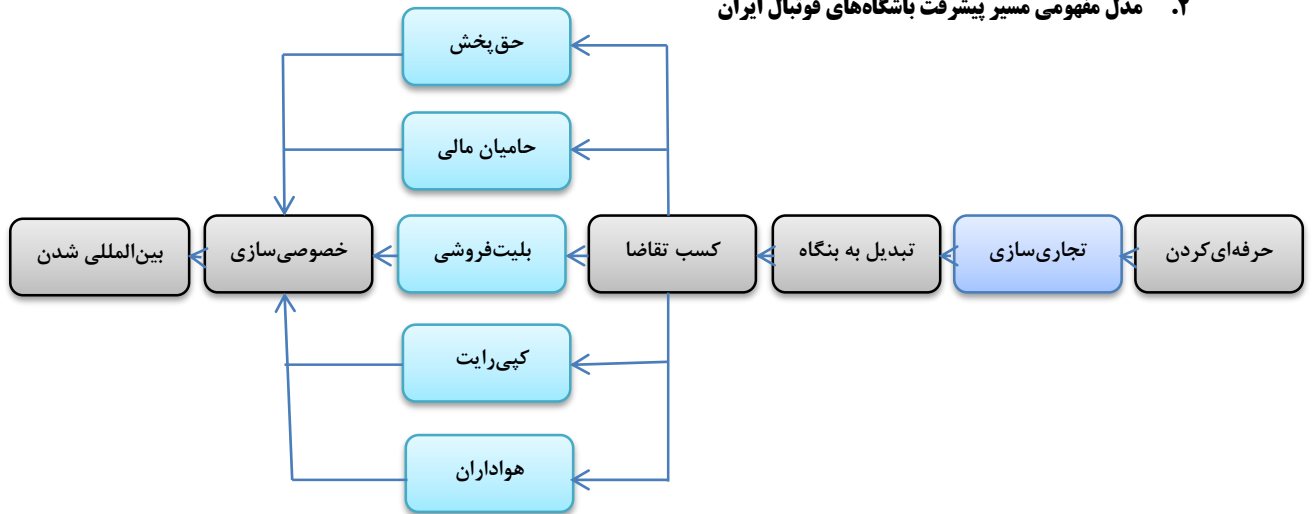 ۲. مدل مفهومی مسیر پیشرفت باشگاه‌های فوتبال ایران
حق‌پخش
حامیان مالی
حرفه‌ای‌کردن
تجاری‌سازی
تبدیل به بنگاه
کسب تقاضا
بلیت‌فروشی
خصوصی‌سازی
بین‌المللی شدن
کپی‌رایت
هواداران